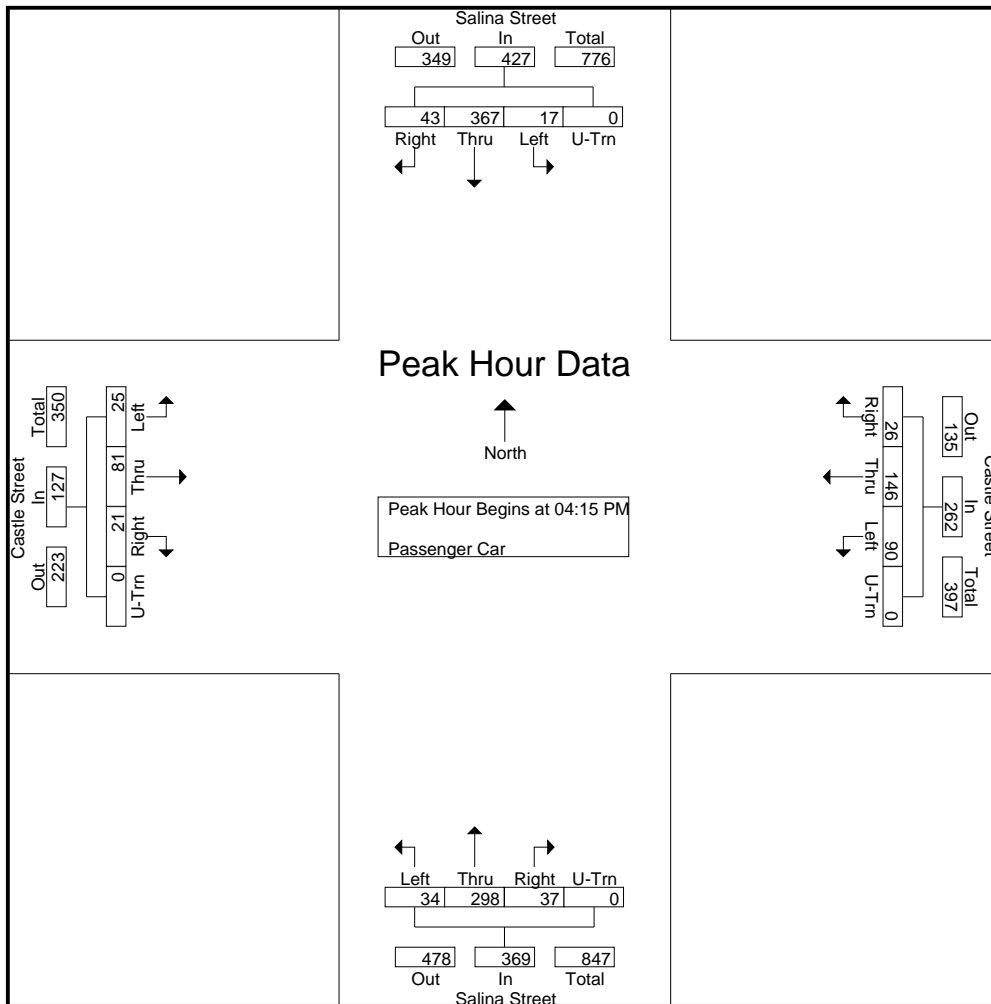 Salina Street
Out In Total
349 427 776
43 367 17 0
Right Thru Left U-Trn
Peak Hour Data
North
Peak Hour Begins at 04:15 PM
Passenger Car
Castle Street
Total In Out
350 127 223
25 81 21 0
Left Thru Right U-Trn
Right Thru Left U-Trn
26 146 90 0
Out In Total
135 262 397
Castle Street
Left Thru Right U-Trn
34 298 37 0
478 369 847
Out In Total
Salina Street